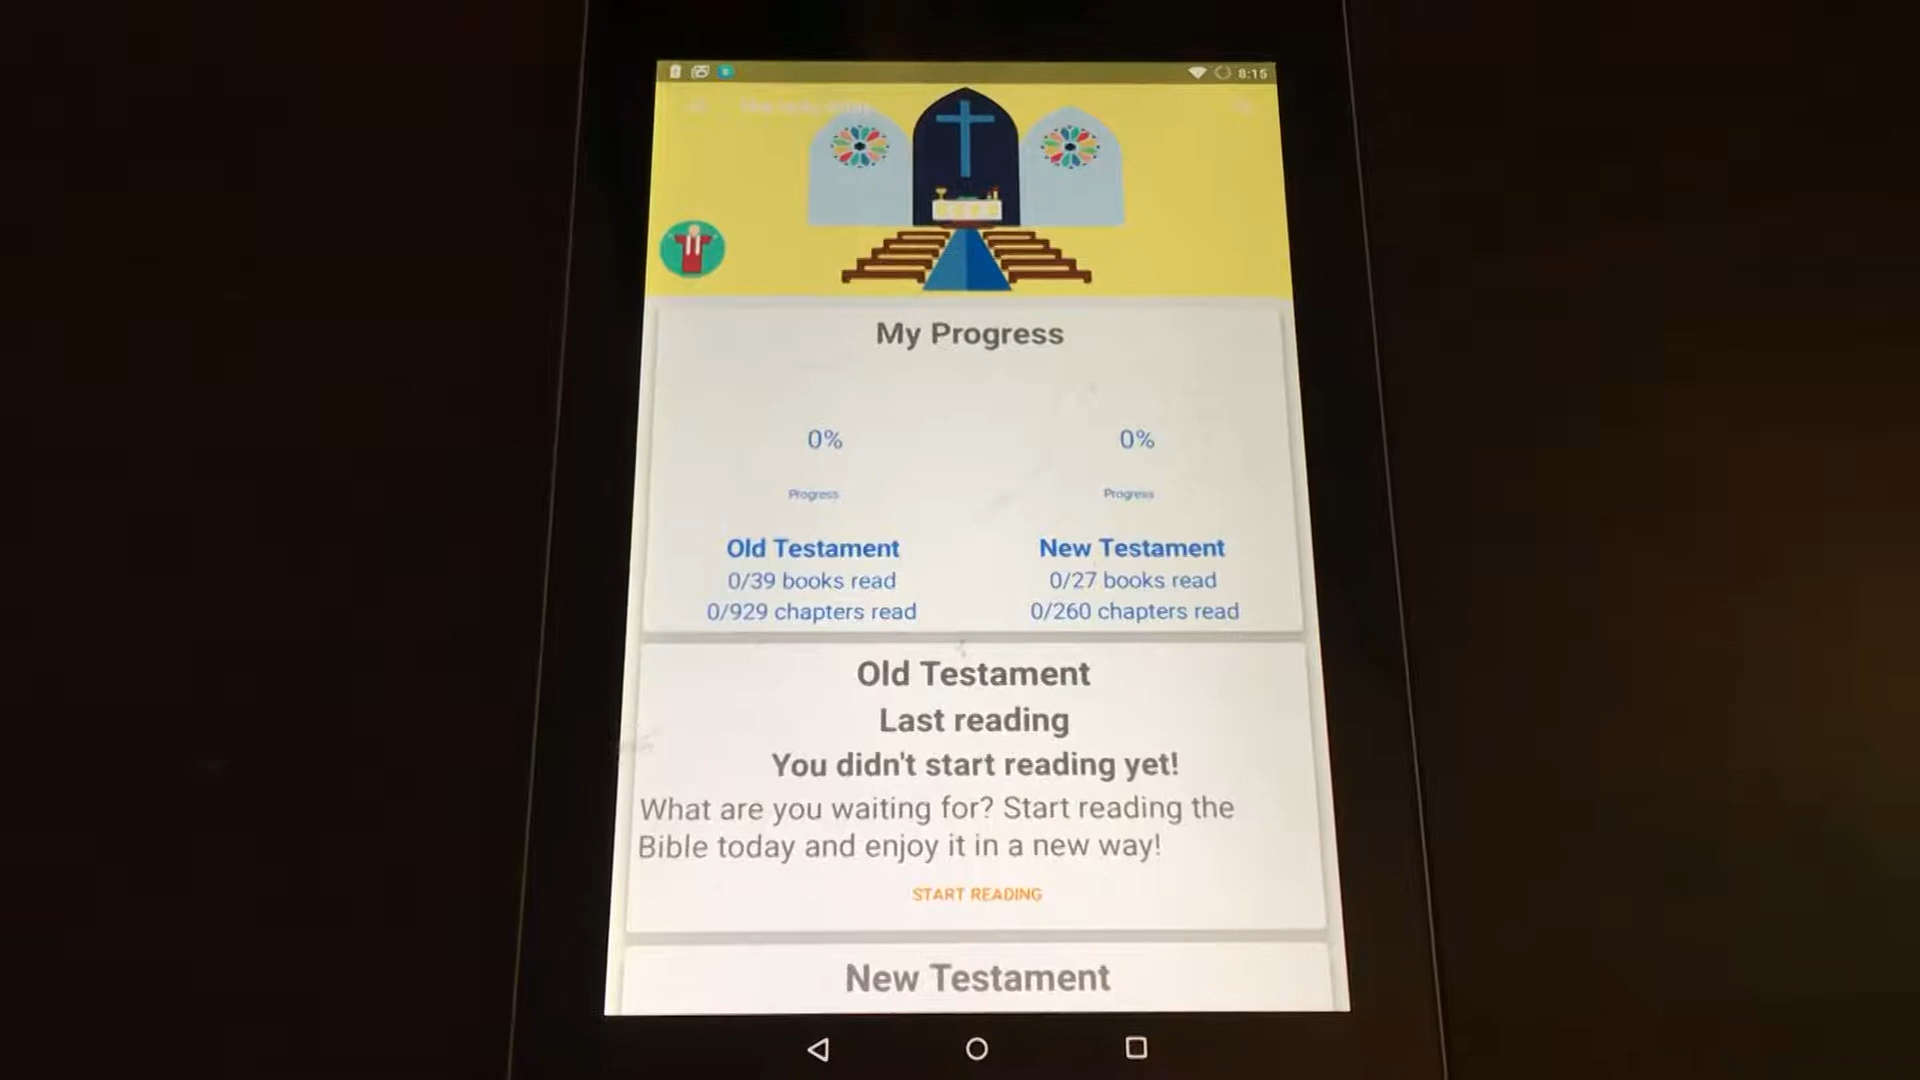 8:15
My Progress
0%
0%
Progress
Progress
Old Testament
New Testament
0/39 books read
0/27 books read
0/929 chapters read
0/260 chapters read
Old Testament
Last reading
You didn't start reading yet!
What are you waiting for? Start reading the
Bible today and enjoy it in a new way!
START READING
New Testament